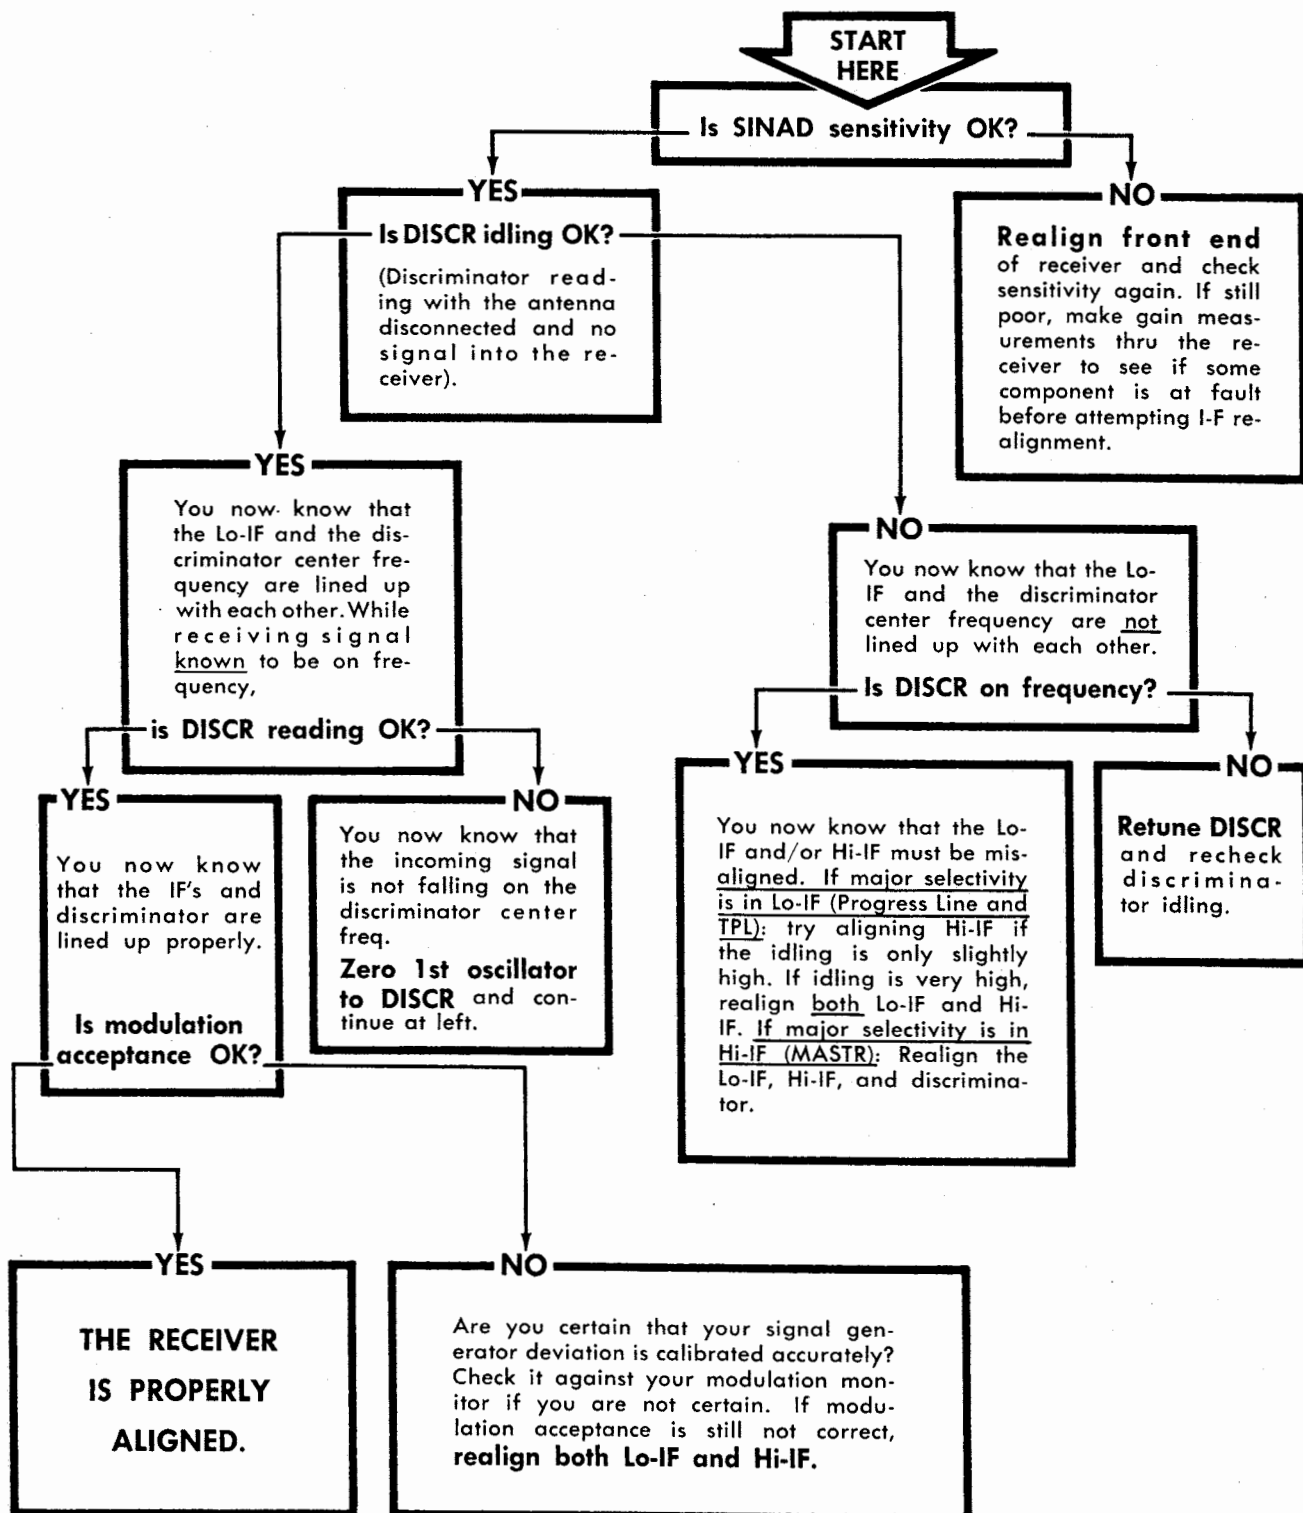 START
HERE
Is SINAD sensitivity OK?
YES
Is DISCR idling OK?
(Discriminator read-
ing with the antenna
disconnected and no
signal into the re-
ceiver).
NO
Realign front end
of receiver and check
sensitivity again. If still
poor, make gain meas-
urements thru the re-
ceiver to see if some
component is at fault
before attempting I-F re-
alignment.
YES
You now know that
the Lo-IF and the dis-
criminator center fre-
quency are lined up
with each other. While
receiving signal
known to be on fre-
quency,
is DISCR reading OK?
NO
You now know that the Lo-
IF and the discriminator
center frequency are not
lined up with each other.
Is DISCR on frequency?
YES
You now know
that the IF's and
discriminator are
lined up properly.
Is modulation
acceptance OK?
NO
You now know that
the incoming signal
is not falling on the
discriminator center
freq.
Zero 1st oscillator
to DISCR and con-
tinue at left.
YES
You now know that the Lo-
IF and/or Hi-IF must be mis-
aligned. If major selectivity
is in Lo-IF (Progress Line and
TPL): try aligning Hi-IF if
the idling is only slightly
high. If idling is very high,
realign both Lo-IF and Hi-
IF. If major selectivity is in
Hi-IF (MASTR): Realign the
Lo-IF, Hi-IF, and discrimina-
tor.
NO
Retune DISCR
and recheck
discrimina-
tor idling.
YES
THE RECEIVER
IS PROPERLY
ALIGNED.
NO
Are you certain that your signal gen-
erator deviation is calibrated accurately?
Check it against your modulation mon-
itor if you are not certain. If modu-
lation acceptance is still not correct,
realign both Lo-IF and Hi-IF.